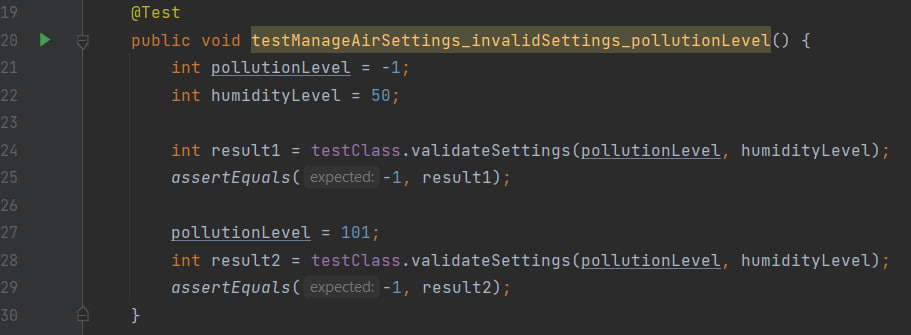 19 @Test
20 public void testManageAirSettings_invalidSettings_pollutionLevel() {
21 int pollutionLevel = -1;
22 int humidityLevel = 50;
23
24 int result1 = testClass.validateSettings(pollutionLevel, humidityLevel);
25 assertEquals( expected: -1, result1);
26
27 pollutionLevel = 101;
28 int result2 = testClass.validateSettings(pollutionLevel, humidityLevel);
29 assertEquals( expected: -1, result2);
30 }